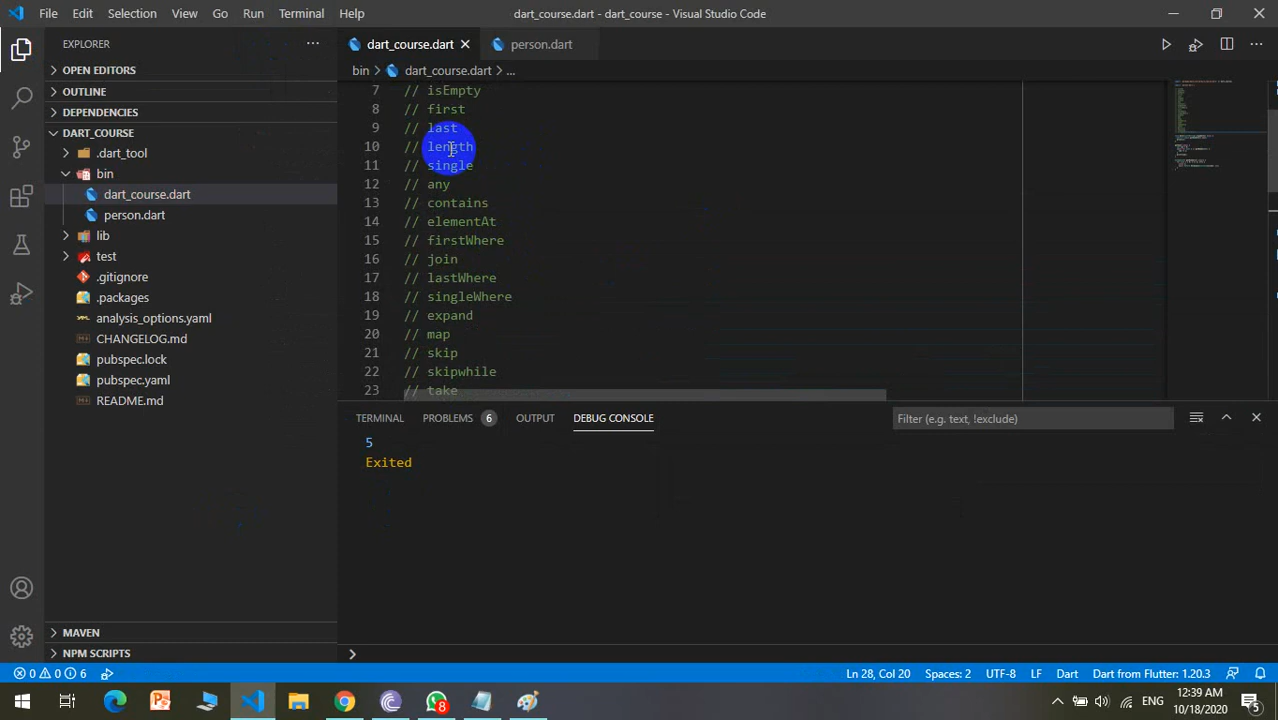 File Edit Selection View Go Run Terminal Help dart_course.dart - dart_course - Visual Studio Code
EXPLORER
OPEN EDITORS
OUTLINE
DEPENDENCIES
DART_COURSE
.dart_tool
bin
dart_course.dart
person.dart
lib
test
.gitignore
.packages
analysis_options.yaml
CHANGELOG.md
pubspec.lock
pubspec.yaml
README.md
MAVEN
NPM SCRIPTS
dart_course.dart person.dart
bin > dart_course.dart > ...
7 // isEmpty
8 // first
9 // last
10 // length
11 // single
12 // any
13 // contains
14 // elementAt
15 // firstWhere
16 // join
17 // lastWhere
18 // singleWhere
19 // expand
20 // map
21 // skip
22 // skipwhile
23 // take
TERMINAL PROBLEMS 6 OUTPUT DEBUG CONSOLE Filter (e.g. text, !exclude)
5
Exited
0 0 6 Ln 28, Col 20 Spaces: 2 UTF-8 LF Dart Dart from Flutter: 1.20.3
8 ENG 12:39 AM
10/18/2020 5